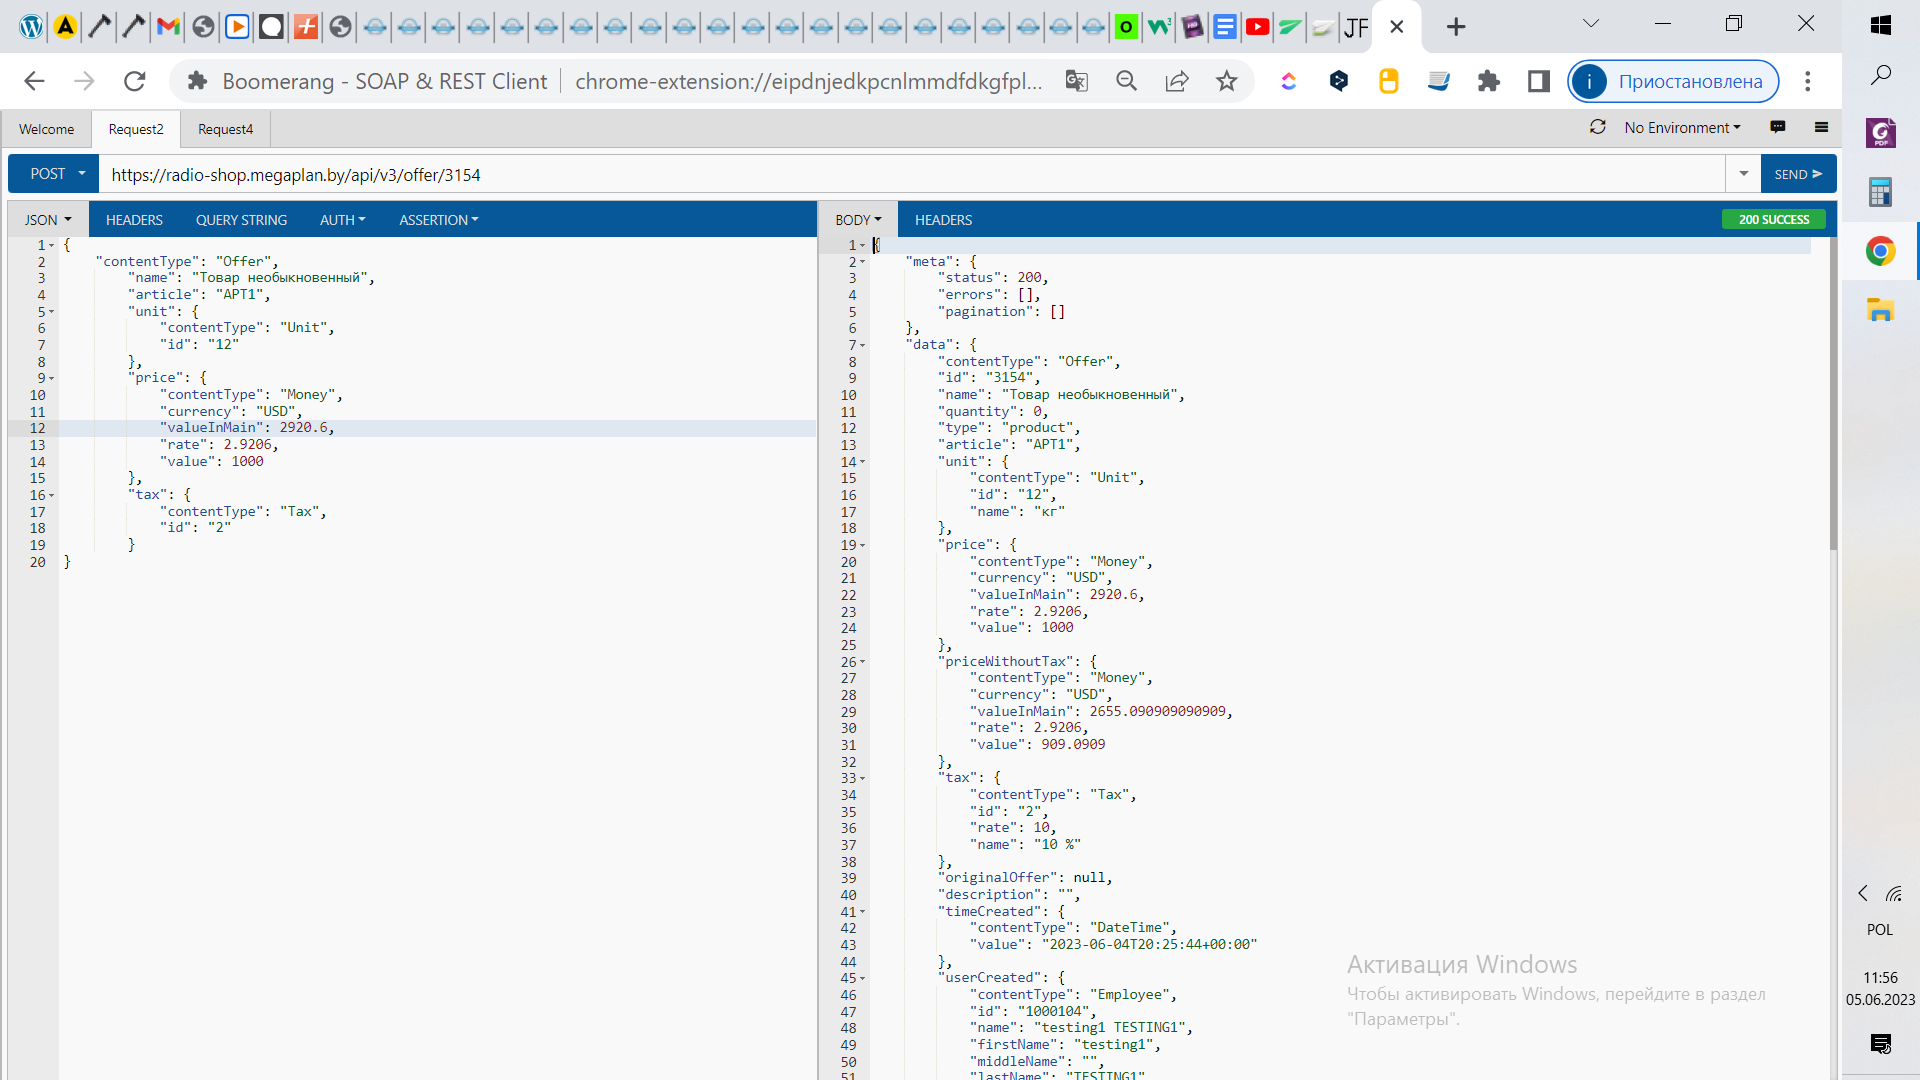 JF
Boomerang - SOAP & REST Client
chrome-extension://eipdnjedkpcnlmmdfdkgfpl...
Приостановлена
Welcome
Request2
Request4
No Environment
POST
https://radio-shop.megaplan.by/api/v3/offer/3154
SEND
JSON
HEADERS
QUERY STRING
AUTH
ASSERTION
1 {
2 "contentType": "Offer",
3 "name": "Товар необыкновенный",
4 "article": "АРТ1",
5 "unit": {
6 "contentType": "Unit",
7 "id": "12"
8 },
9 "price": {
10 "contentType": "Money",
11 "currency": "USD",
12 "valueInMain": 2920.6,
13 "rate": 2.9206,
14 "value": 1000
15 },
16 "tax": {
17 "contentType": "Tax",
18 "id": "2"
19 }
20 }
BODY
HEADERS
200 SUCCESS
1 {
2 "meta": {
3 "status": 200,
4 "errors": [],
5 "pagination": []
6 },
7 "data": {
8 "contentType": "Offer",
9 "id": "3154",
10 "name": "Товар необыкновенный",
11 "quantity": 0,
12 "type": "product",
13 "article": "АРТ1",
14 "unit": {
15 "contentType": "Unit",
16 "id": "12",
17 "name": "кг"
18 },
19 "price": {
20 "contentType": "Money",
21 "currency": "USD",
22 "valueInMain": 2920.6,
23 "rate": 2.9206,
24 "value": 1000
25 },
26 "priceWithoutTax": {
27 "contentType": "Money",
28 "currency": "USD",
29 "valueInMain": 2655.090909090909,
30 "rate": 2.9206,
31 "value": 909.0909
32 },
33 "tax": {
34 "contentType": "Tax",
35 "id": "2",
36 "rate": 10,
37 "name": "10 %"
38 },
39 "originalOffer": null,
40 "description": "",
41 "timeCreated": {
42 "contentType": "DateTime",
43 "value": "2023-06-04T20:25:44+00:00"
44 },
45 "userCreated": {
46 "contentType": "Employee",
47 "id": "1000104",
48 "name": "testing1 TESTING1",
49 "firstName": "testing1",
50 "middleName": "",
51 "lastName": "TESTING1"
Активация Windows
Чтобы активировать Windows, перейдите в раздел
"Параметры".
POL
11:56
05.06.2023